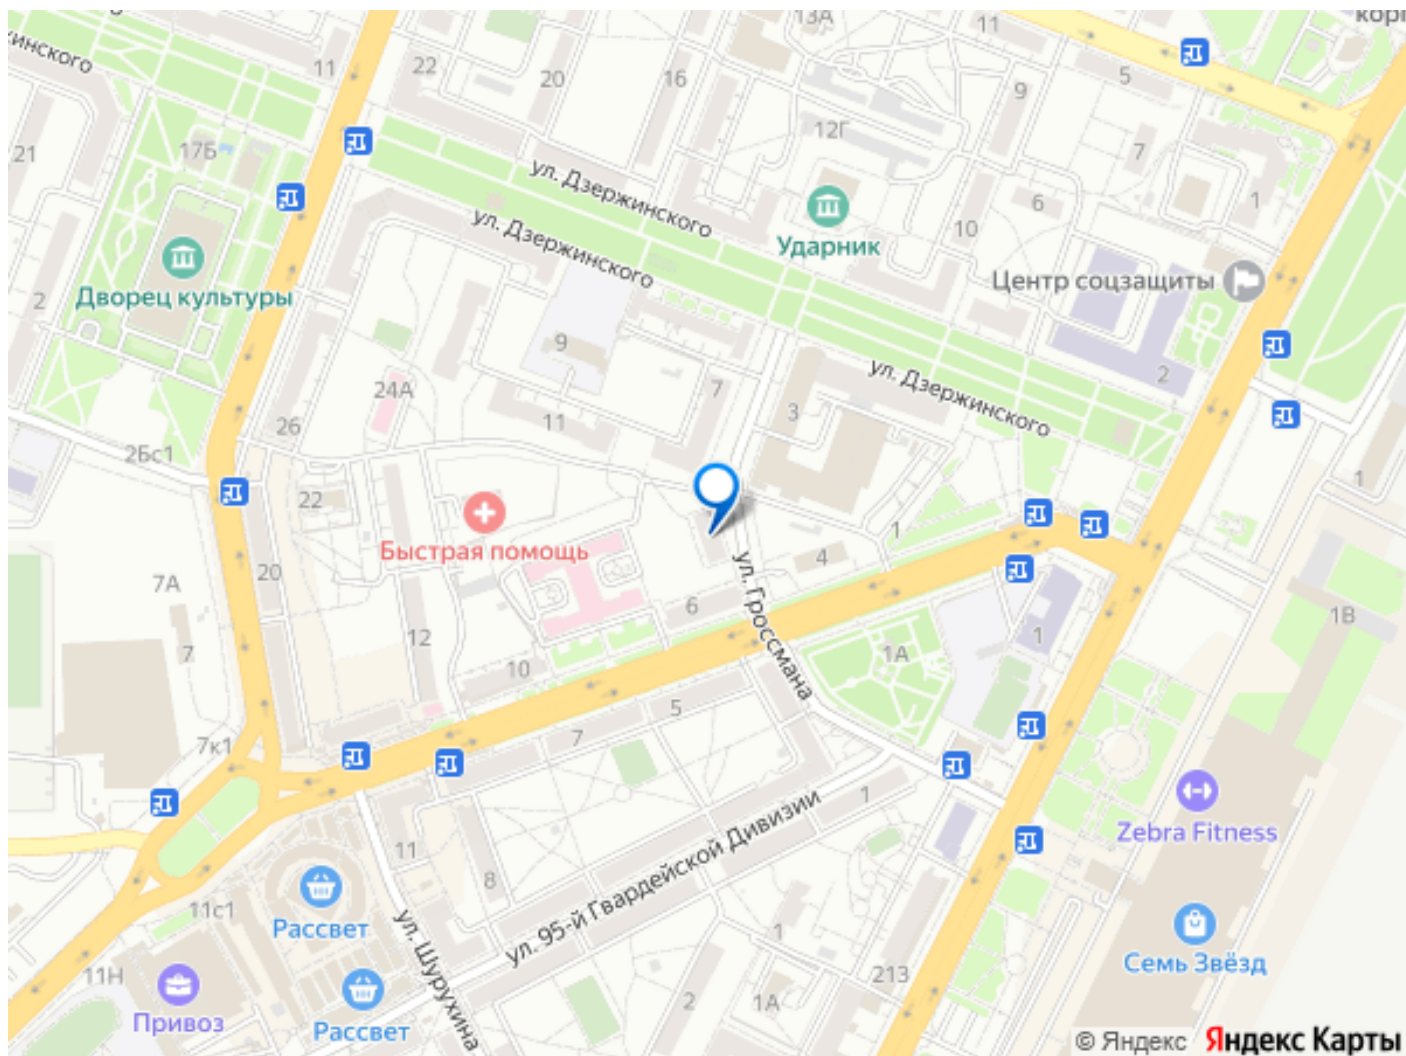 13А
11
корп
нского
11
22
20
16
5
9
12Г
21
17Б
7
ул. Дзержинского
6
1
ул. Дзержинского
10
Ударник
Центр соцзащиты
Дворец культуры
2
9
2
24А
7
ул. Дзержинского
3
11
26
2Бс1
1
22
Быстрая помощь
1
4
7А
20
ул. Гроссмана
6
1В
12
7
1А
1
10
5
7
7к1
1
Zebra Fitness
11
8
ул. 95-й Гвардейской Дивизии
11с1
Рассвет
ул. Шурухина
1
Семь Звёзд
11Н
213
2
1А
Привоз
Рассвет
© Яндекс Яндекс Карты